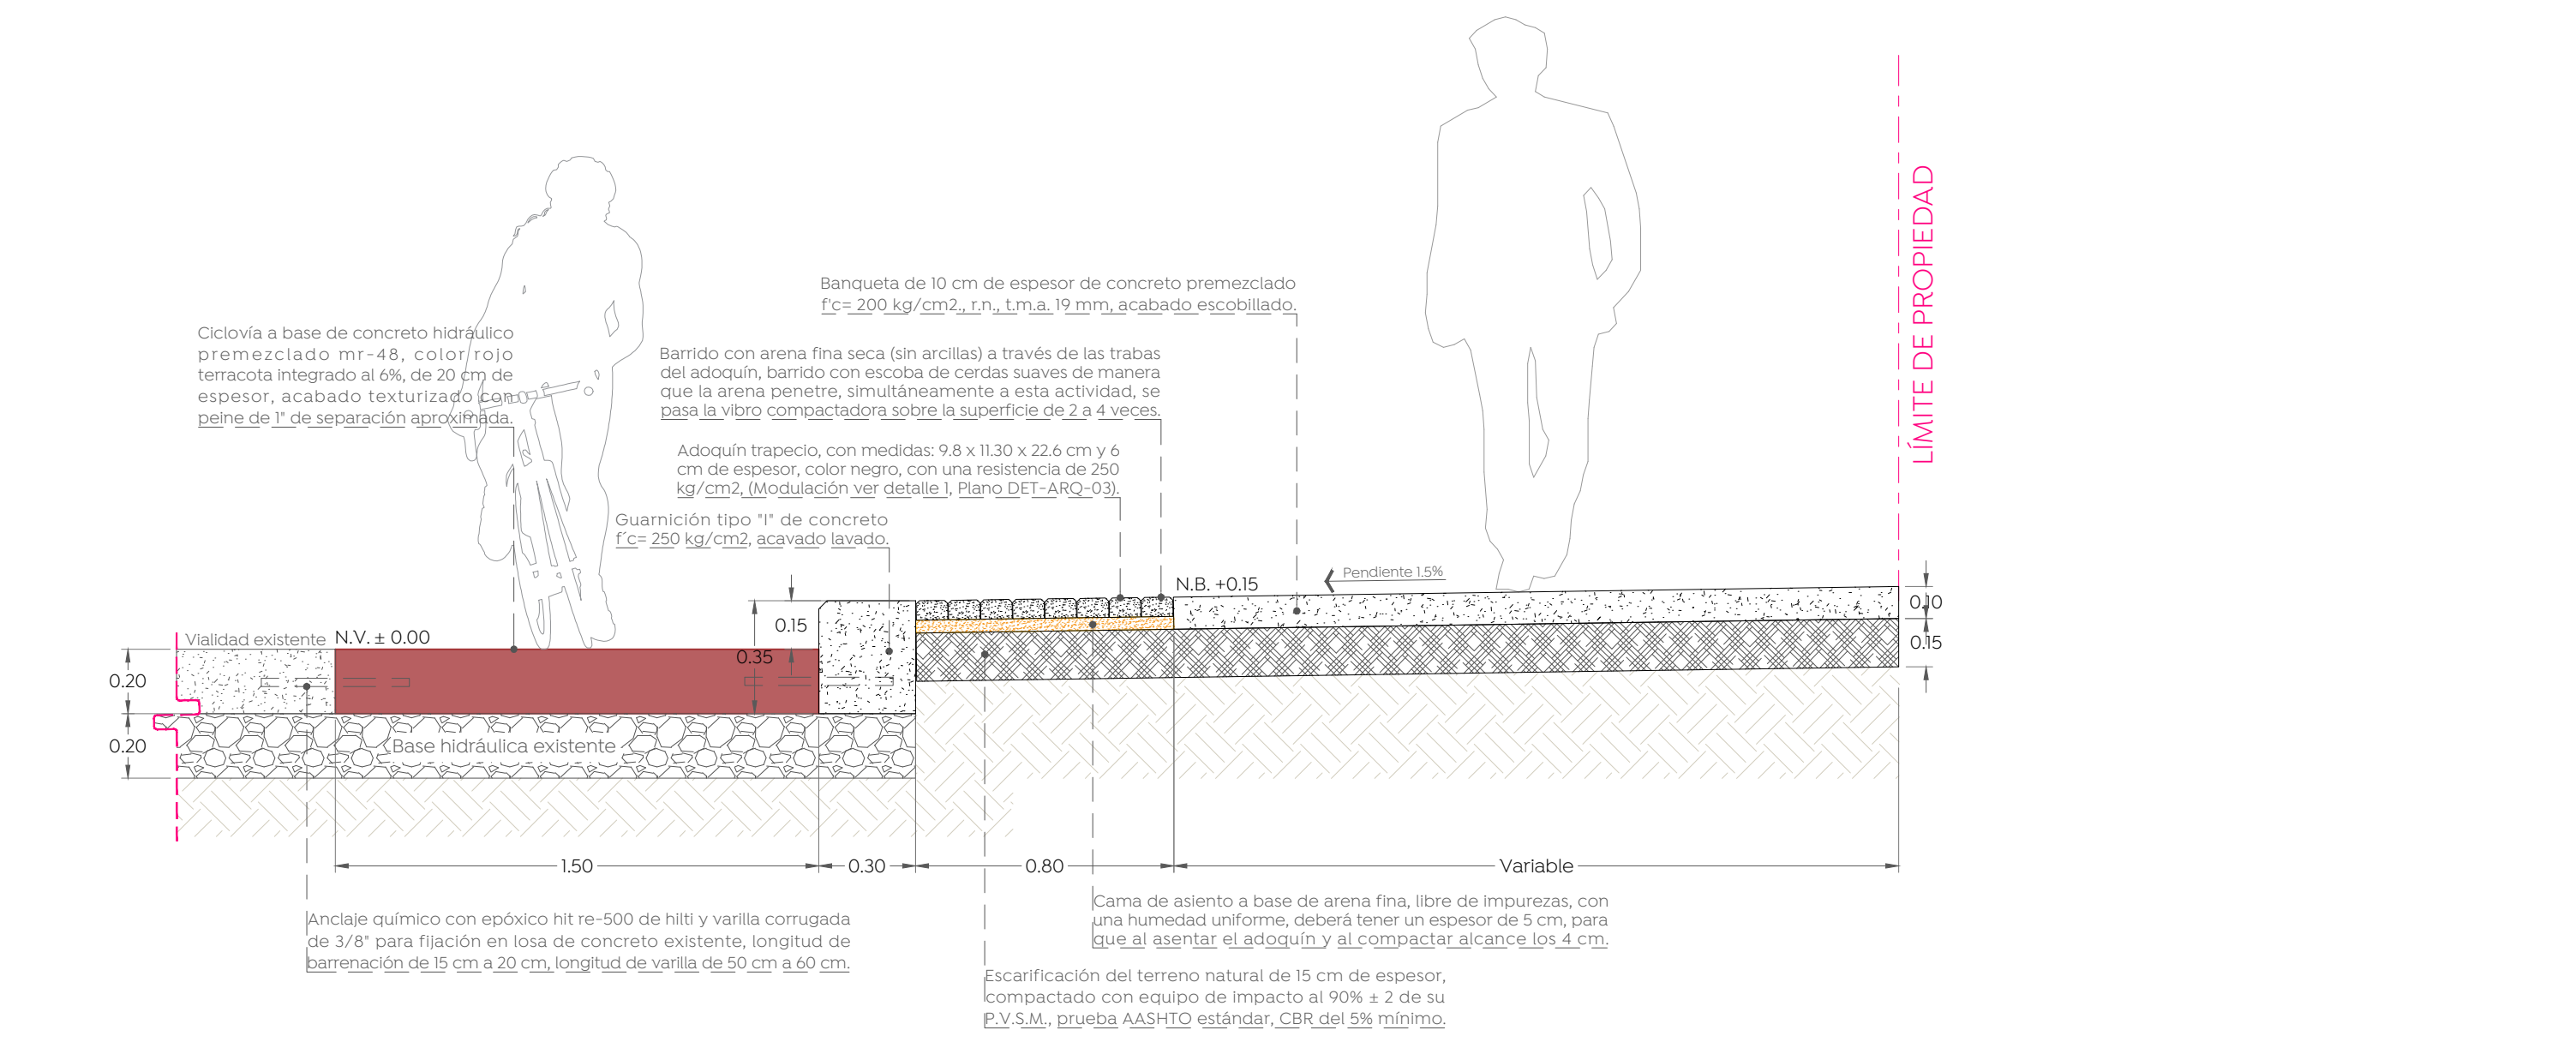 Banqueta de 10 cm de espesor de concreto premezclado
f'c= 200 kg/cm2., r.n., t.m.a. 19 mm, acabado escobillado.
LÍMITE DE PROPIEDAD
Ciclovía a base de concreto hidráulico
premezclado mr-48, color rojo
terracota integrado al 6%, de 20 cm de
espesor, acabado texturizado con
peine de 1" de separación aproximada.
Barrido con arena fina seca (sin arcillas) a través de las trabas
del adoquín, barrido con escoba de cerdas suaves de manera
que la arena penetre, simultáneamente a esta actividad, se
pasa la vibro compactadora sobre la superficie de 2 a 4 veces.
Adoquín trapecio, con medidas: 9.8 x 11.30 x 22.6 cm y 6
cm de espesor, color negro, con una resistencia de 250
kg/cm2, (Modulación ver detalle 1, Plano DET-ARQ-03).
Guarnición tipo "I" de concreto
f´c= 250 kg/cm2, acavado lavado.
N.B. +0.15
Pendiente 1.5%
0.10
0.15
0.15
0.35
Vialidad existente
N.V. ± 0.00
0.20
0.20
Base hidráulica existente
1.50
0.30
0.80
Variable
Anclaje químico con epóxico hit re-500 de hilti y varilla corrugada
de 3/8" para fijación en losa de concreto existente, longitud de
barrenación de 15 cm a 20 cm, longitud de varilla de 50 cm a 60 cm.
Cama de asiento a base de arena fina, libre de impurezas, con
una humedad uniforme, deberá tener un espesor de 5 cm, para
que al asentar el adoquín y al compactar alcance los 4 cm.
Escarificación del terreno natural de 15 cm de espesor,
compactado con equipo de impacto al 90% ± 2 de su
P.V.S.M., prueba AASHTO estándar, CBR del 5% mínimo.